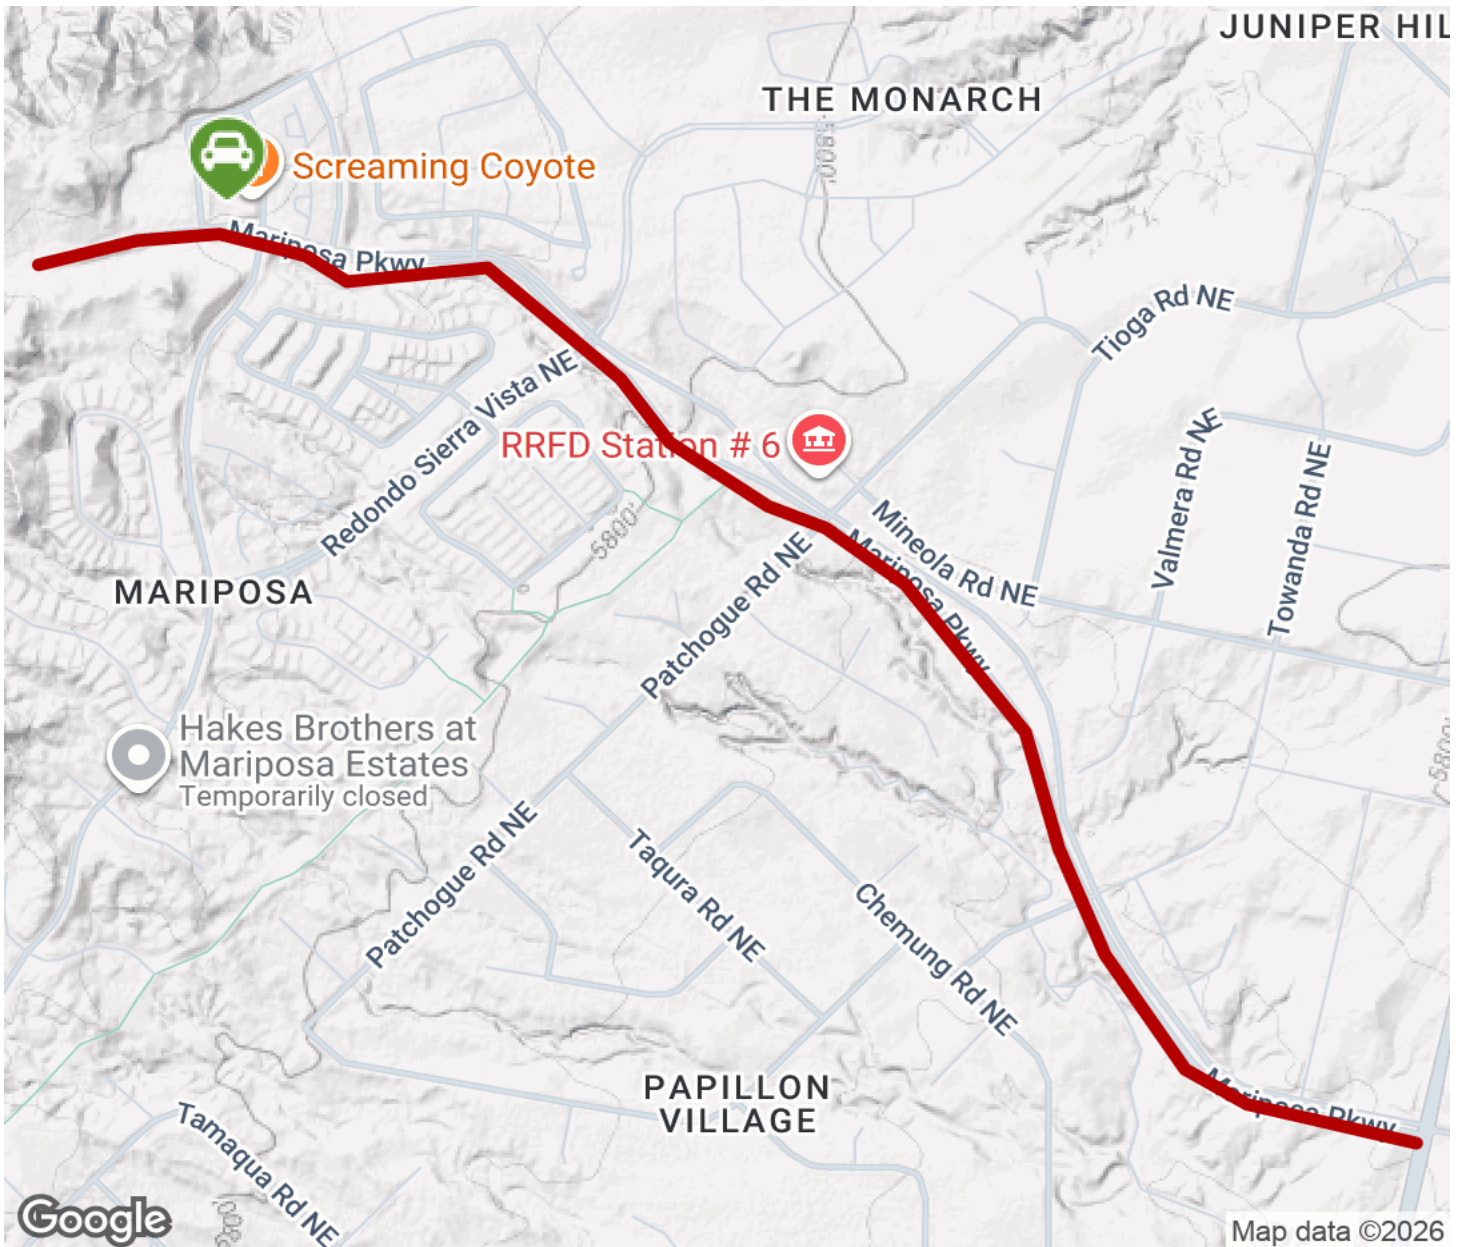 JUNIPER HIL
THE MONARCH
5800'
Screaming Coyote
Mariposa Pkwy
Tioga Rd NE
Redondo Sierra Vista NE
RRFD Station # 6
Valmera Rd NE
Towanda Rd NE
Mineola Rd NE
5800'
Mariposa Pkwy
Patchogue Rd NE
MARIPOSA
Hakes Brothers at
Mariposa Estates
Temporarily closed
5800'
Patchogue Rd NE
Taqura Rd NE
Chemung Rd NE
PAPILLON
VILLAGE
Mariposa Pkwy
Tamaqua Rd NE
Google
Map data ©2026